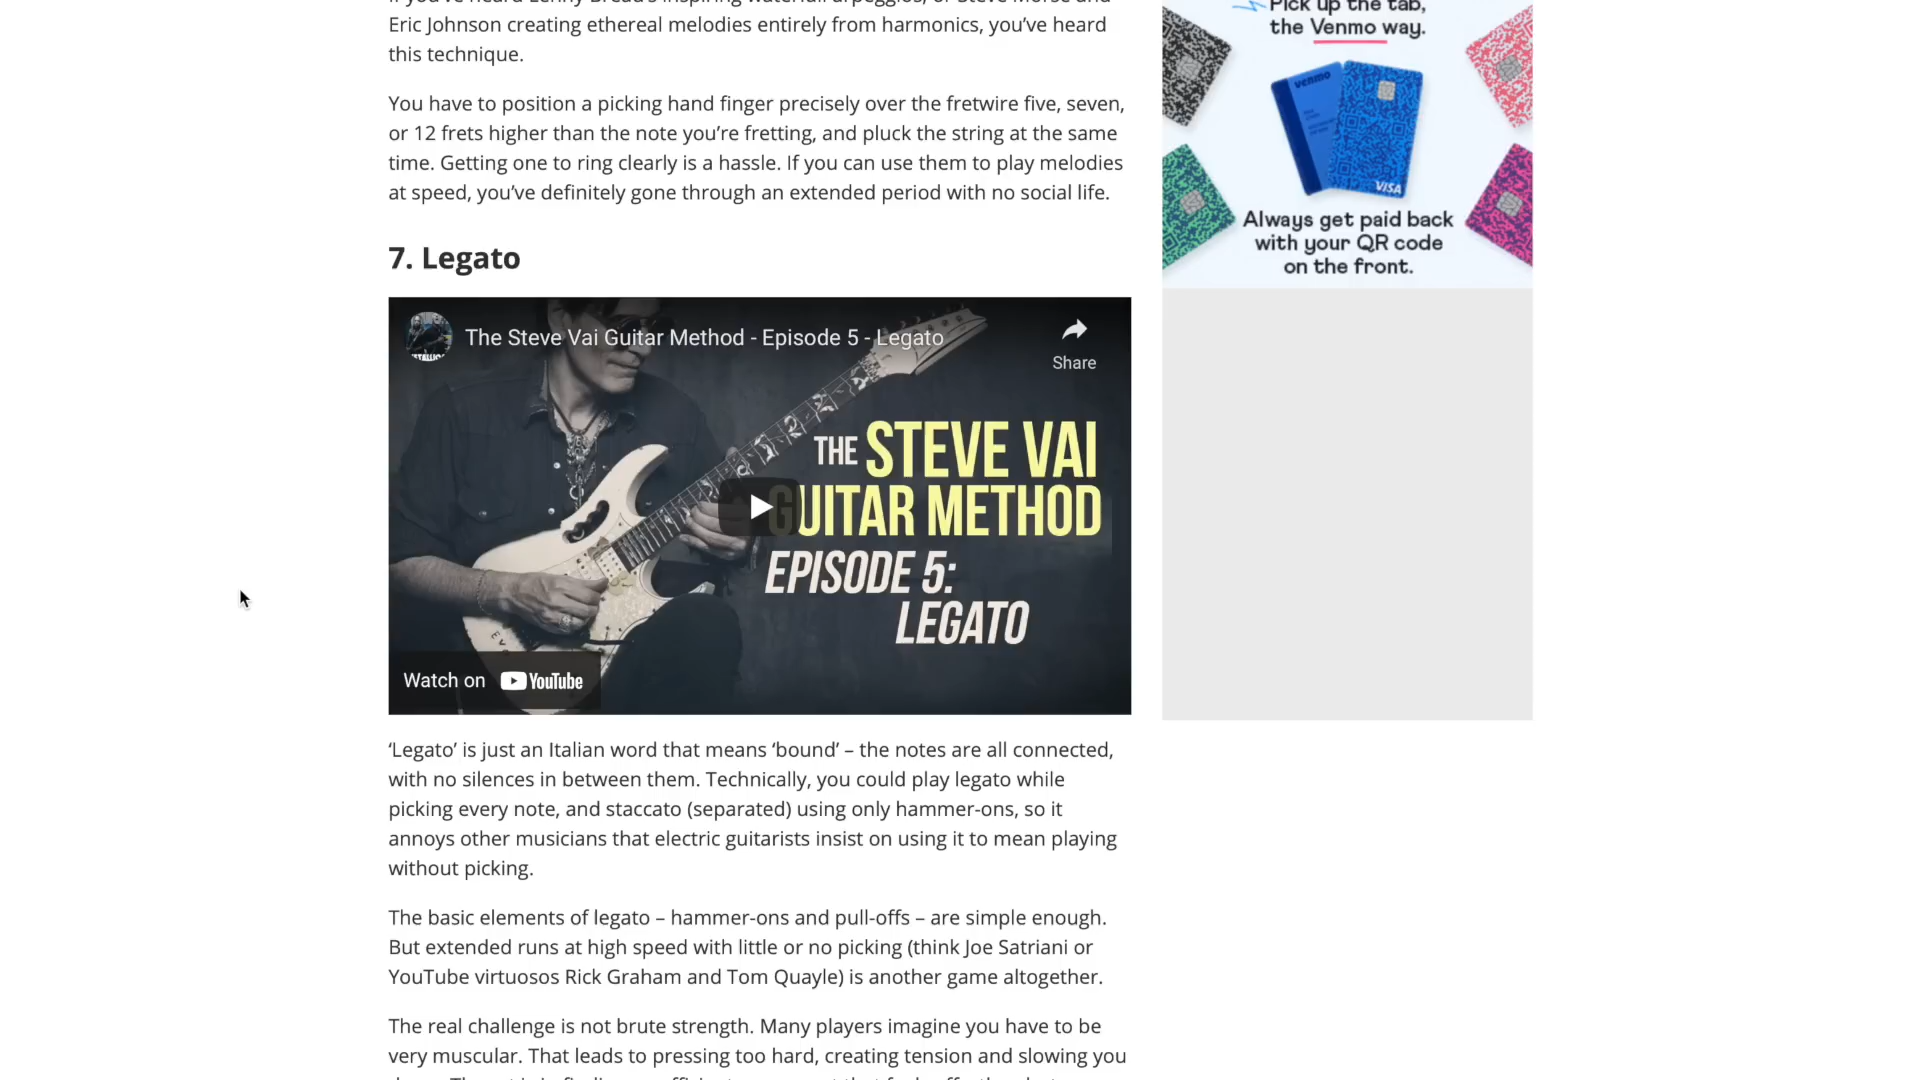 Eric Johnson creating ethereal melodies entirely from harmonics, you’ve heard
this technique.
You have to position a picking hand finger precisely over the fretwire five, seven,
or 12 frets higher than the note you’re fretting, and pluck the string at the same
time. Getting one to ring clearly is a hassle. If you can use them to play melodies
at speed, you’ve definitely gone through an extended period with no social life.
7. Legato
The Steve Vai Guitar Method - Episode 5 - Legato
Share
THE STEVE VAI
GUITAR METHOD
EPISODE 5:
LEGATO
Watch on YouTube
‘Legato’ is just an Italian word that means ‘bound’ – the notes are all connected,
with no silences in between them. Technically, you could play legato while
picking every note, and staccato (separated) using only hammer-ons, so it
annoys other musicians that electric guitarists insist on using it to mean playing
without picking.
The basic elements of legato – hammer-ons and pull-offs – are simple enough.
But extended runs at high speed with little or no picking (think Joe Satriani or
YouTube virtuosos Rick Graham and Tom Quayle) is another game altogether.
The real challenge is not brute strength. Many players imagine you have to be
very muscular. That leads to pressing too hard, creating tension and slowing you
Pick up the tab,
the Venmo way.
venmo
VISA
Always get paid back
with your QR code
on the front.